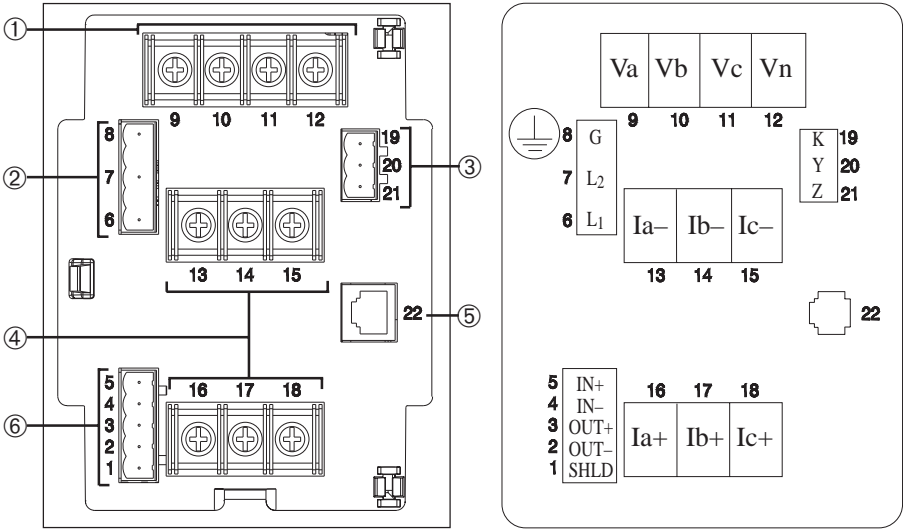 ①
9 10 11 12
②
8
7
6
19
20
21
③
13 14 15
④
22
⑤
16 17 18
⑥
5
4
3
2
1
Va Vb Vc Vn
9 10 11 12
8 G
7 L2
6 L1
K 19
Y 20
Z 21
Ia– Ib– Ic–
13 14 15
22
5 IN+
4 IN–
3 OUT+
2 OUT–
1 SHLD
16 17 18
Ia+ Ib+ Ic+